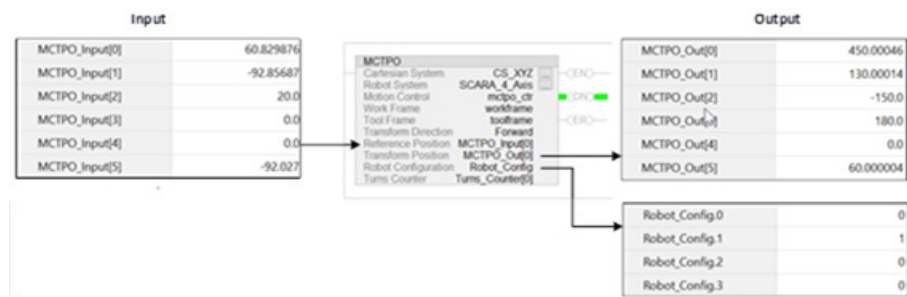 Input
Output
MCTPO_Input[0] 60.829876
MCTPO_Input[1] -92.85687
MCTPO_Input[2] 20.0
MCTPO_Input[3] 0.0
MCTPO_Input[4] 0.0
MCTPO_Input[5] -92.027
MCTPO
Cartesian System CS_XYZ
Robot System SCARA_4_Axis
Motion Control mctpo_ctr
Work Frame workframe
Tool Frame toolframe
Transform Direction Forward
Reference Position MCTPO_Input[0]
Transform Position MCTPO_Out[0]
Robot Configuration Robot_Config
Turns Counter Turns_Counter[0]
CEN
CDN
CER
MCTPO_Out[0] 450.00046
MCTPO_Out[1] 130.00014
MCTPO_Out[2] -150.0
MCTPO_Out[3] 180.0
MCTPO_Out[4] 0.0
MCTPO_Out[5] 60.000004
Robot_Config.0 0
Robot_Config.1 1
Robot_Config.2 0
Robot_Config.3 0